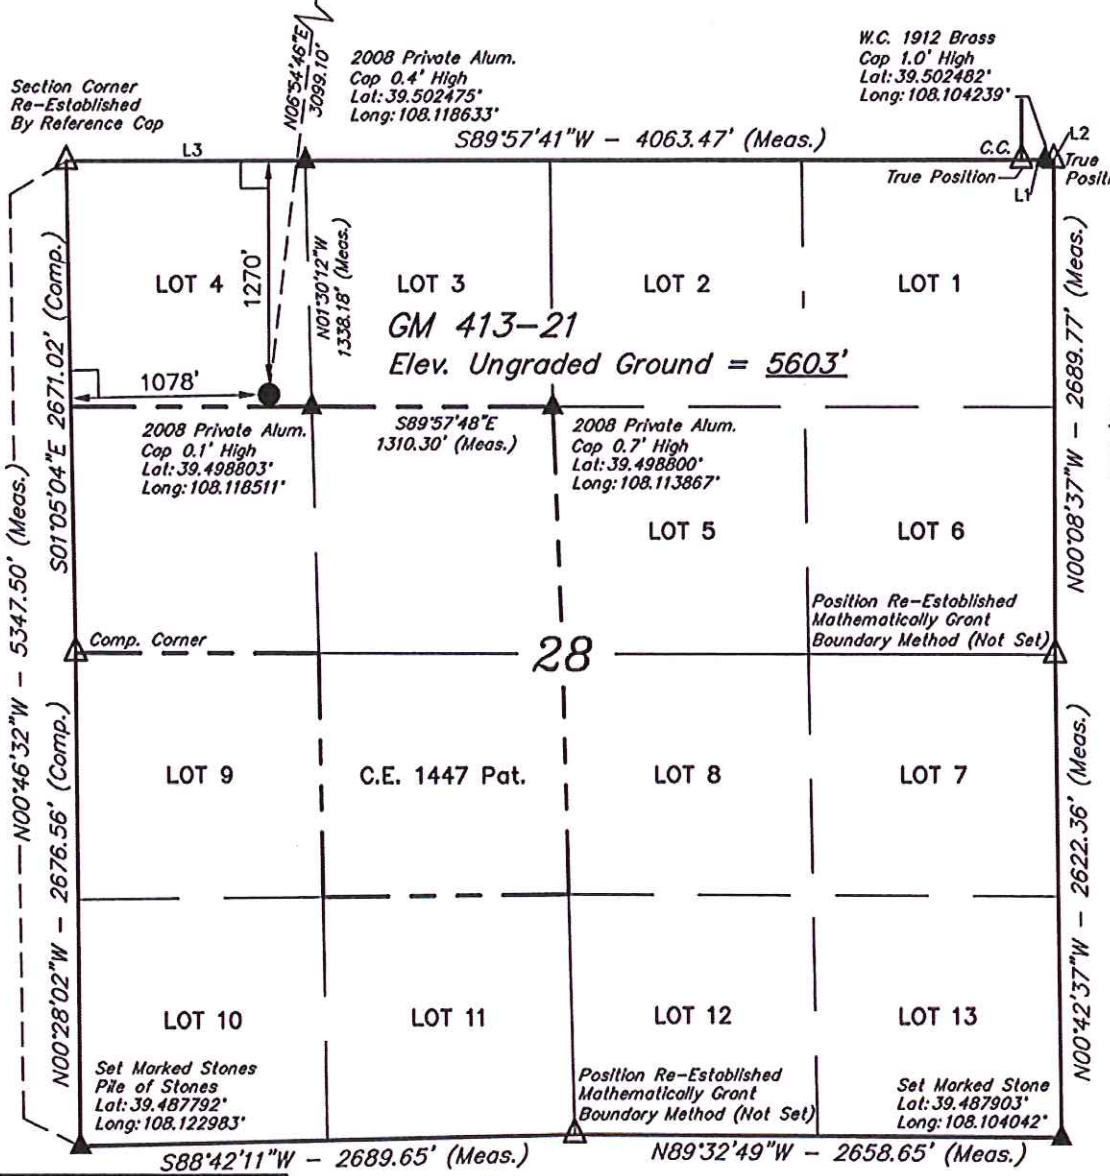 N06°54'46"E
3099.10'
2008 Private Alum.
Cap 0.4' High
Lat: 39.502475°
Long: 108.118633°
W.C. 1912 Brass
Cap 1.0' High
Lat: 39.502482°
Long: 108.104239°
Section Corner
Re-Established
By Reference Cap
S89°57'41"W - 4063.47' (Meas.)
L3
C.C.
L2
True Position
True
Positi
L1
LOT 4
1270'
N01°30'12"W
1338.18' (Meas.)
LOT 3
LOT 2
LOT 1
GM 413-21
Elev. Ungraded Ground = 5603'
1078'
S01°05'04"E 2671.02' (Comp.)
N00°08'37"W - 2689.77' (Meas.)
2008 Private Alum.
Cap 0.1' High
Lat: 39.498803°
Long: 108.118511°
S89°57'48"E
1310.30' (Meas.)
2008 Private Alum.
Cap 0.7' High
Lat: 39.498800°
Long: 108.113867°
LOT 5
LOT 6
N00°46'32"W - 5347.50' (Meas.)
Comp. Corner
28
Position Re-Established
Mathematically Grant
Boundary Method (Not Set)
LOT 9
C.E. 1447 Pat.
LOT 8
LOT 7
N00°28'02"W - 2676.56' (Comp.)
N00°42'37"W - 2622.36' (Meas.)
LOT 10
LOT 11
LOT 12
LOT 13
Set Marked Stones
Pile of Stones
Lat: 39.487792°
Long: 108.122983°
Position Re-Established
Mathematically Grant
Boundary Method (Not Set)
Set Marked Stone
Lat: 39.487903°
Long: 108.104042°
S88°42'11"W - 2689.65' (Meas.)
N89°32'49"W - 2658.65' (Meas.)